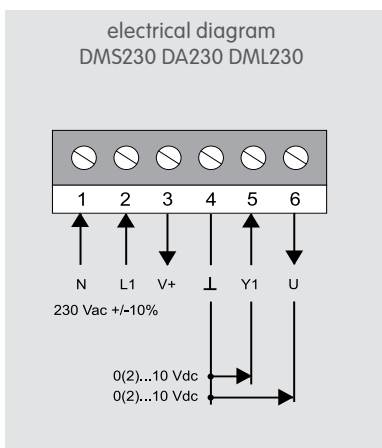 electrical diagram
DMS230 DA230 DML230
1 2 3 4 5 6
N L1 V+ ⊥ Y1 U
230 Vac +/-10%
0(2)...10 Vdc
0(2)...10 Vdc